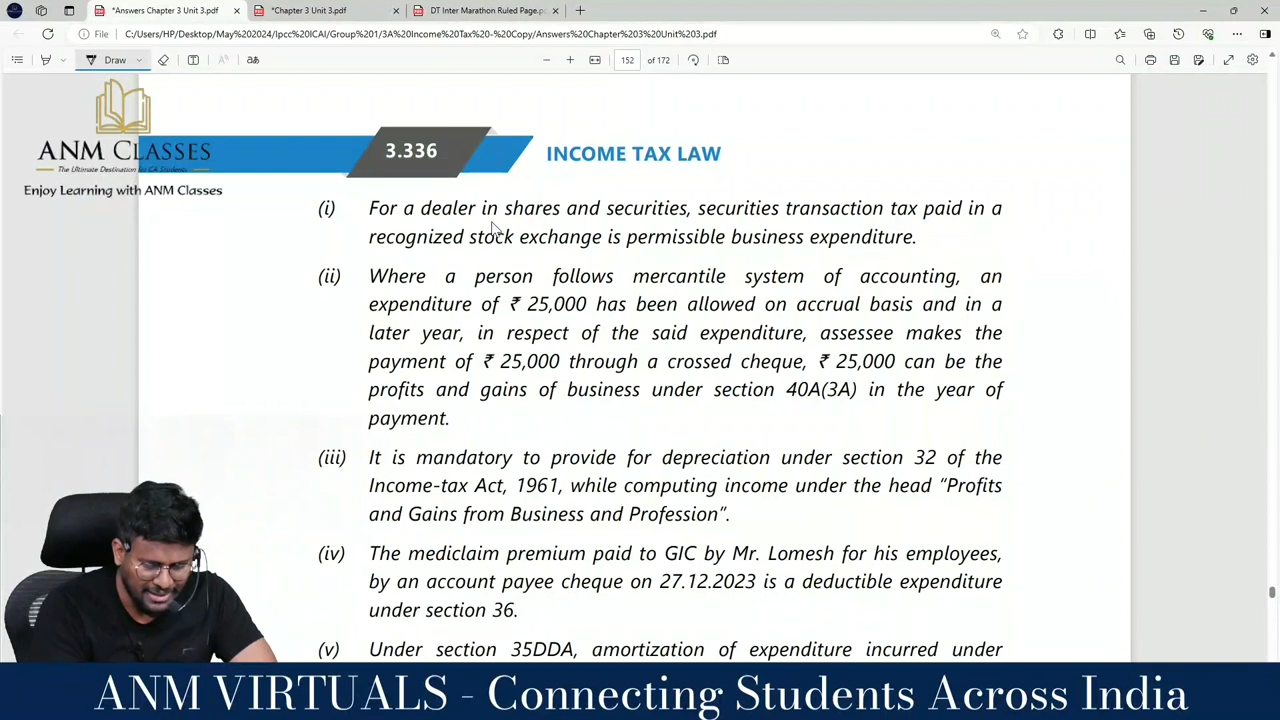 *Answers Chapter 3 Unit 3.pdf
*Chapter 3 Unit 3.pdf
DT Inter Marathon Ruled Page.pc
File
C:/Users/HP/Desktop/May%202024/Ipcc%20ICAI/Group%201/3A%20Income%20Tax%20-%20Copy/Answers%20Chapter%203%20Unit%203.pdf
Draw
152 of 172
ANM CLASSES
The Ultimate Destination for CA Students
Enjoy Learning with ANM Classes
3.336
INCOME TAX LAW
(i) For a dealer in shares and securities, securities transaction tax paid in a
recognized stock exchange is permissible business expenditure.
(ii) Where a person follows mercantile system of accounting, an
expenditure of ₹ 25,000 has been allowed on accrual basis and in a
later year, in respect of the said expenditure, assessee makes the
payment of ₹ 25,000 through a crossed cheque, ₹ 25,000 can be the
profits and gains of business under section 40A(3A) in the year of
payment.
(iii) It is mandatory to provide for depreciation under section 32 of the
Income-tax Act, 1961, while computing income under the head “Profits
and Gains from Business and Profession”.
(iv) The mediclaim premium paid to GIC by Mr. Lomesh for his employees,
by an account payee cheque on 27.12.2023 is a deductible expenditure
under section 36.
(v) Under section 35DDA, amortization of expenditure incurred under
ANM VIRTUALS - Connecting Students Across India